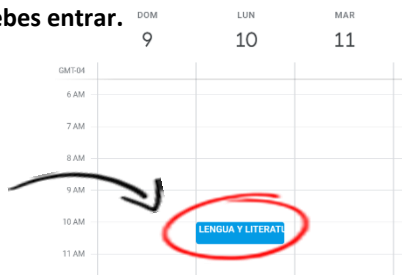 ebes entrar.
DOM LUN MAR
9 10 11
GMT-04
6 AM
7 AM
8 AM
9 AM
10 AM
LENGUA Y LITERATU
11 AM